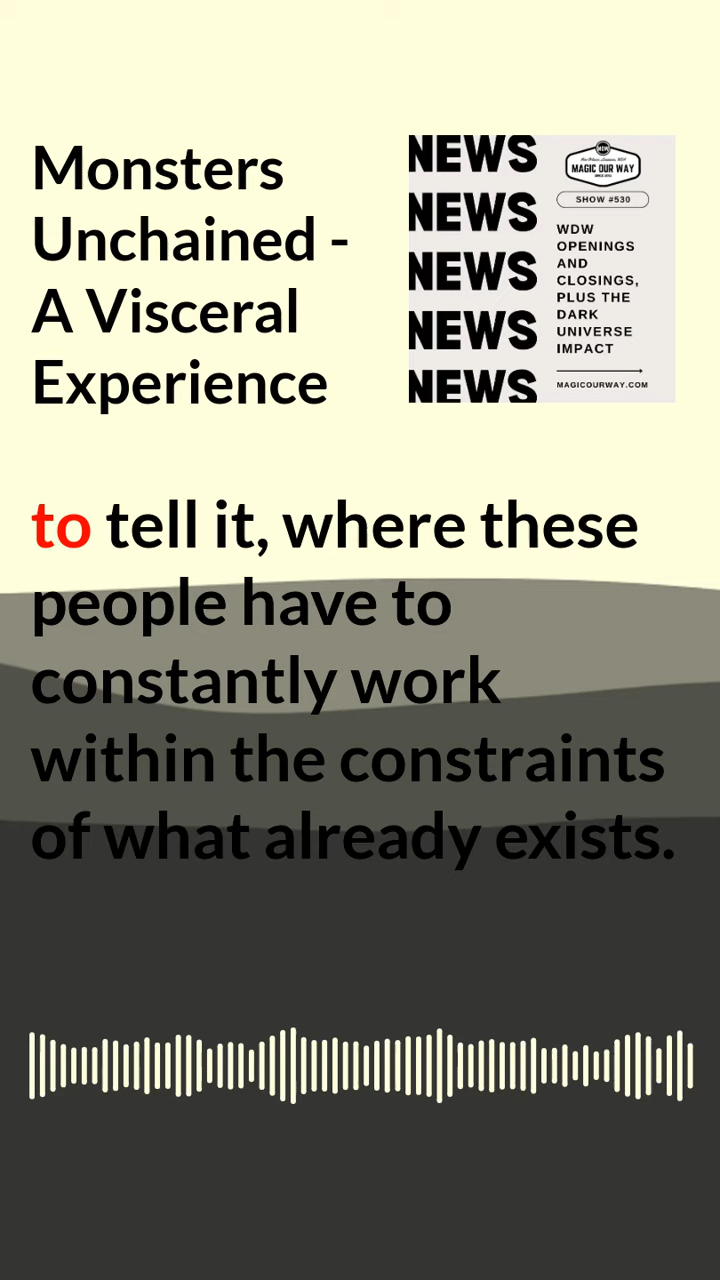 Monsters
Unchained -
A Visceral
Experience
NEWS
NEWS
NEWS
NEWS
NEWS
MAGIC OUR WAY
SHOW #530
WDW
OPENINGS
AND
CLOSINGS,
PLUS THE
DARK
UNIVERSE
IMPACT
MAGICOURWAY.COM
to tell it, where these
people have to
constantly work
within the constraints
of what already exists.